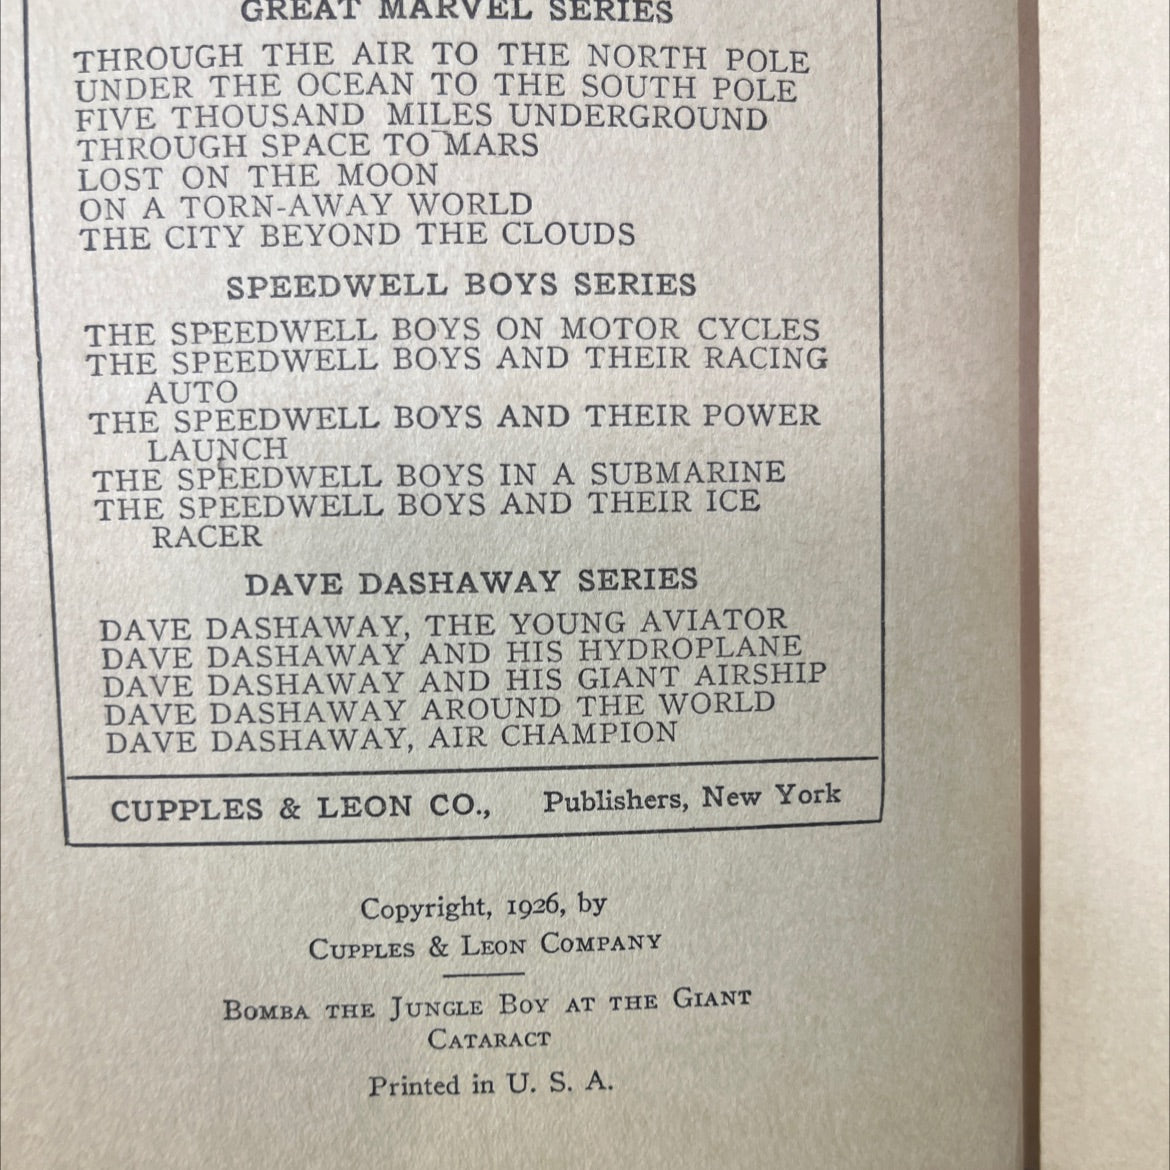 GREAT MARVEL SERIES
THROUGH THE AIR TO THE NORTH POLE
UNDER THE OCEAN TO THE SOUTH POLE
FIVE THOUSAND MILES UNDERGROUND
THROUGH SPACE TO MARS
LOST ON THE MOON
ON A TORN-AWAY WORLD
THE CITY BEYOND THE CLOUDS
SPEEDWELL BOYS SERIES
THE SPEEDWELL BOYS ON MOTOR CYCLES
THE SPEEDWELL BOYS AND THEIR RACING
AUTO
THE SPEEDWELL BOYS AND THEIR POWER
LAUNCH
THE SPEEDWELL BOYS IN A SUBMARINE
THE SPEEDWELL BOYS AND THEIR ICE
RACER
DAVE DASHAWAY SERIES
DAVE DASHAWAY, THE YOUNG AVIATOR
DAVE DASHAWAY AND HIS HYDROPLANE
DAVE DASHAWAY AND HIS GIANT AIRSHIP
DAVE DASHAWAY AROUND THE WORLD
DAVE DASHAWAY, AIR CHAMPION
CUPPLES & LEON CO., Publishers, New York
Copyright, 1926, by
CUPPLES & LEON COMPANY
BOMBA THE JUNGLE BOY AT THE GIANT
CATARACT
Printed in U. S. A.